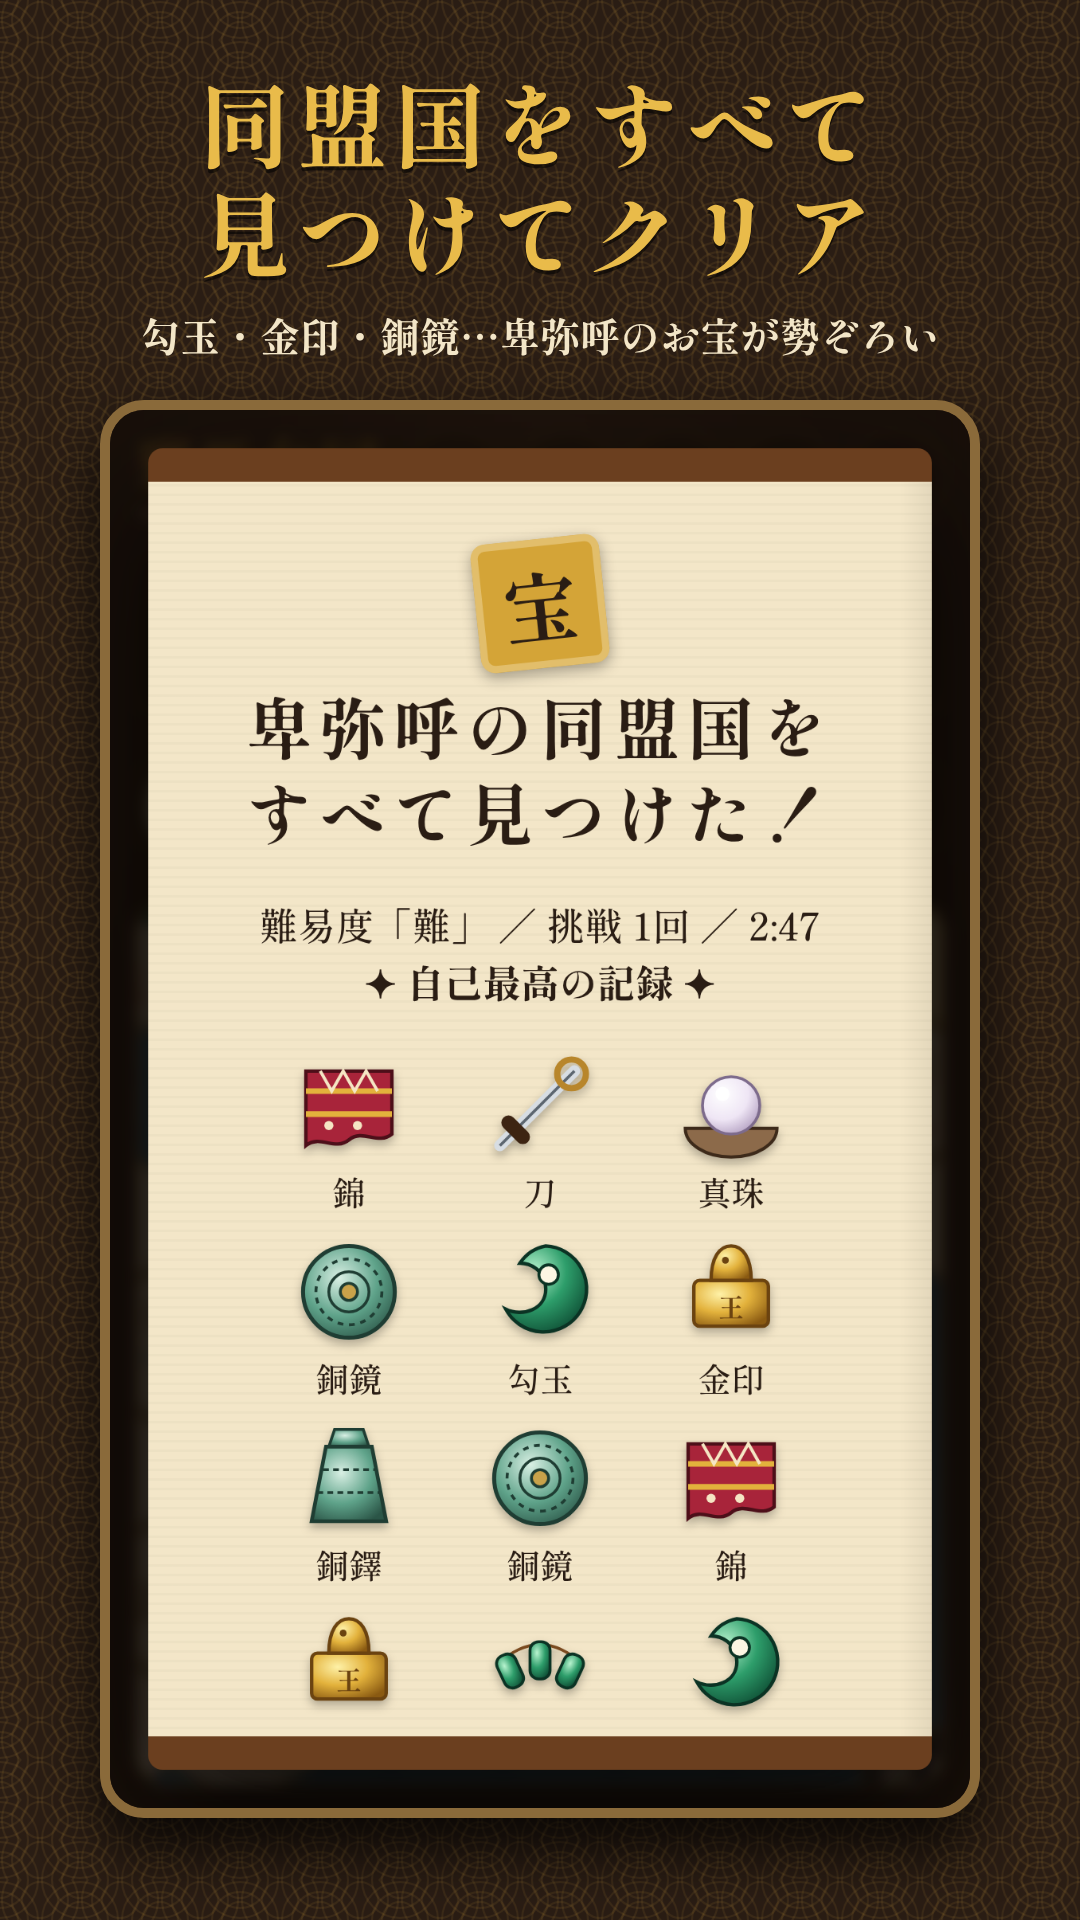 同盟国をすべて
見つけてクリア
勾玉・金印・銅鏡…卑弥呼のお宝が勢ぞろい
宝
卑弥呼の同盟国を
すべて見つけた！
難易度「難」 ／ 挑戦 1回 ／ 2:47
✦ 自己最高の記録 ✦
錦 刀 真珠
王
銅鏡 勾玉 金印
銅鐸 銅鏡 錦
王